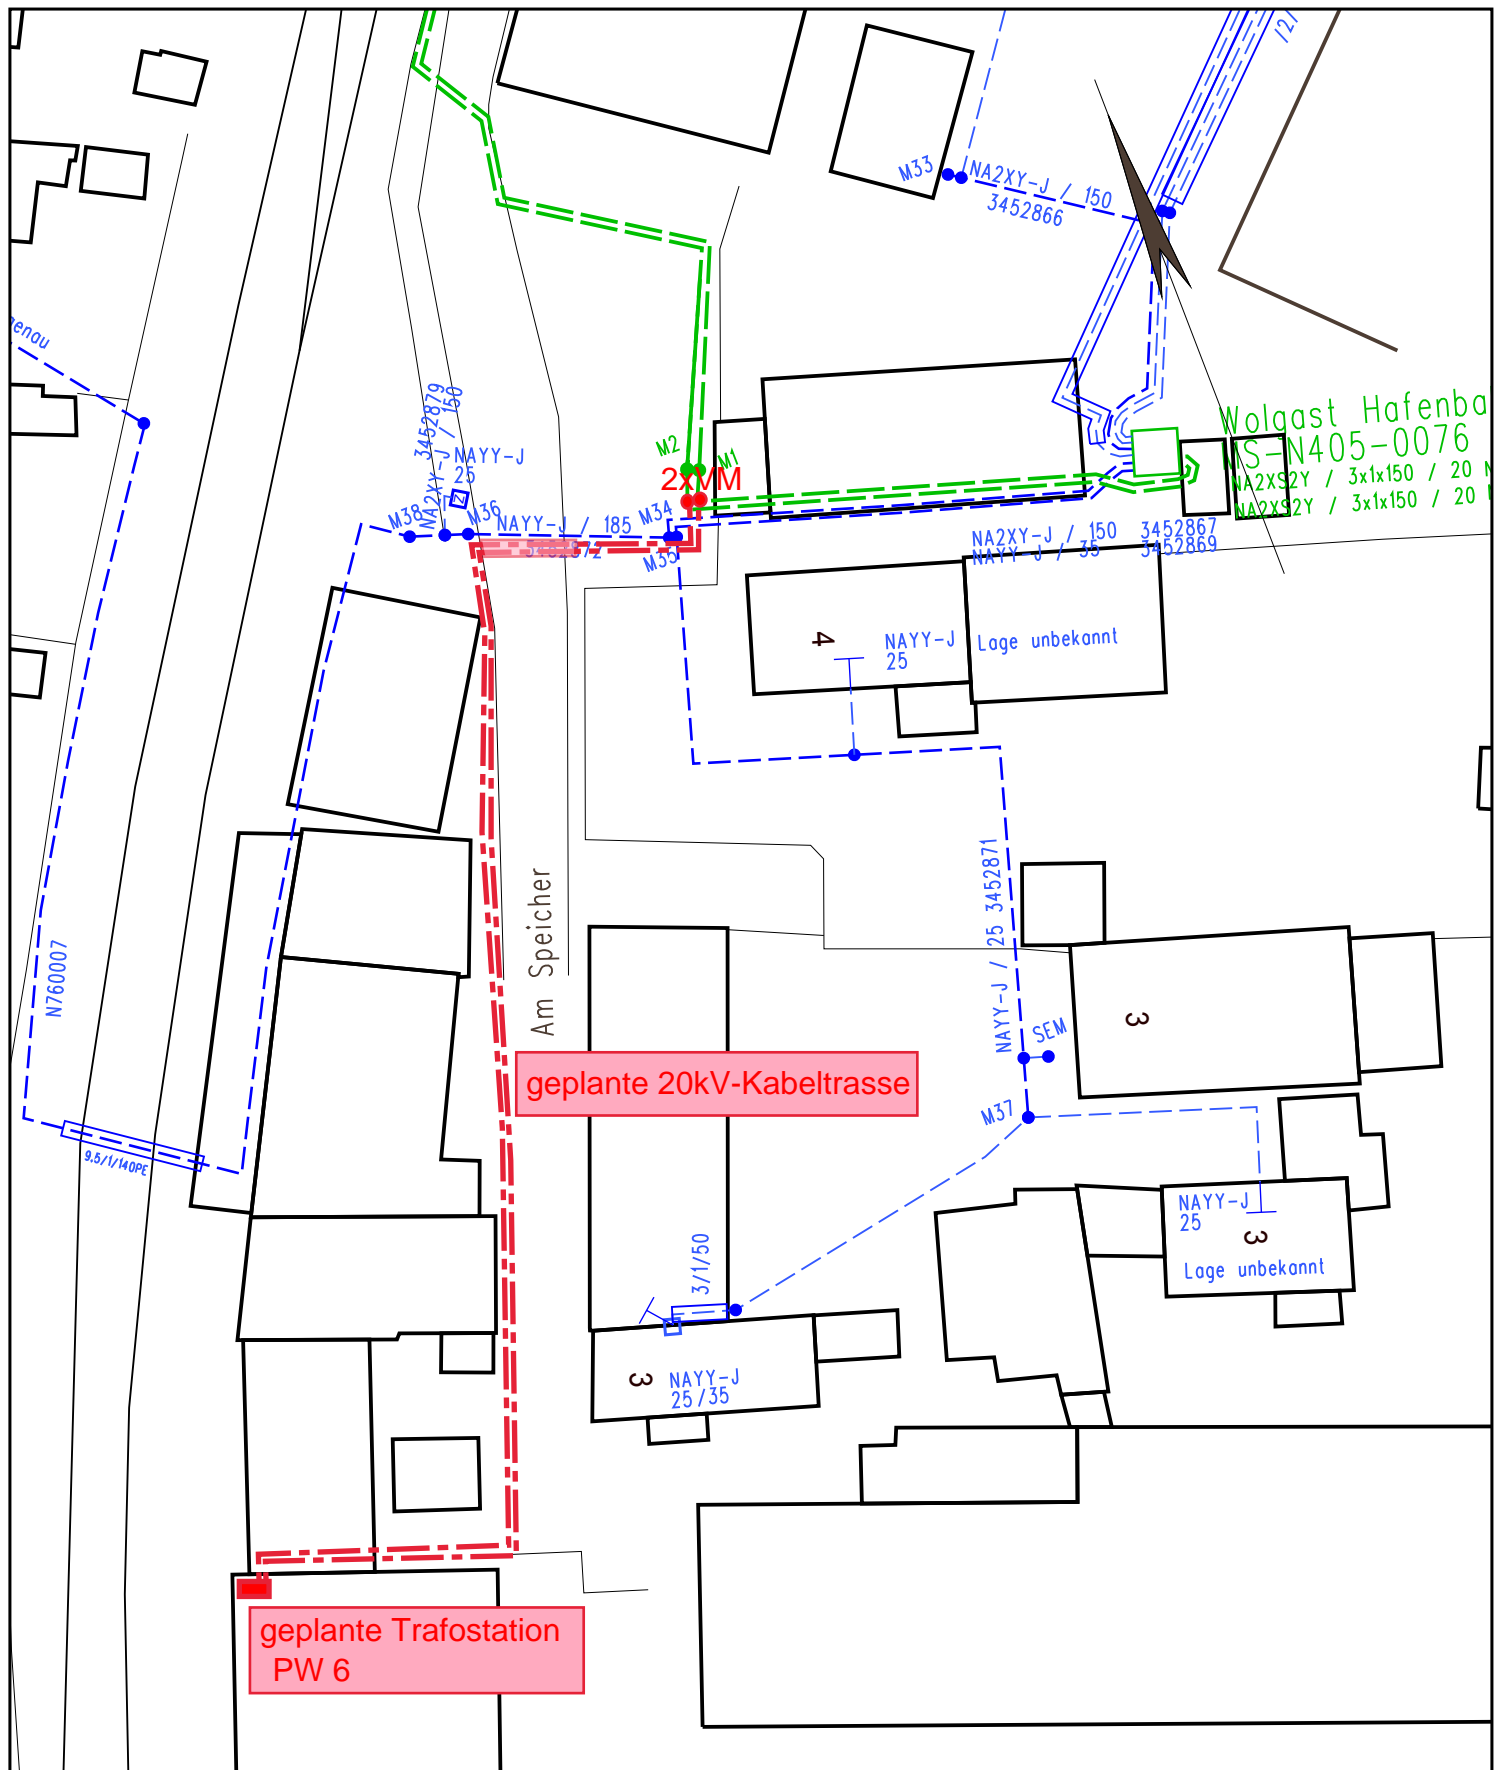 /2/
M33
NA2XY-J / 150
3452866
genau
3452879
NA2XY-J / 150
NAYY-J
25
M2
M1
2xVM
Wolgast Hafenba
MS-N405-0076
NA2XS2Y / 3x1x150 / 20
NA2XS2Y / 3x1x150 / 20
M38
M36
NAYY-J / 185
M34
M35
NA2XY-J / 150 3452867
NAYY-J / 35 3452869
4
NAYY-J
25
Lage unbekannt
NAYY-J / 25 3452871
Am Speicher
N760007
3
SEM
geplante 20kV-Kabeltrasse
M37
9.5/1/140PE
NAYY-J
25
3
Lage unbekannt
3/1/50
3
NAYY-J
25/35
geplante Trafostation
PW 6